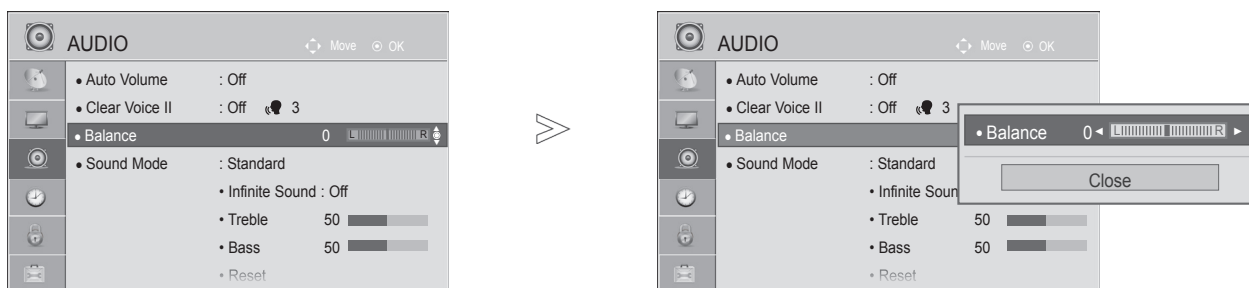 AUDIO Move OK
• Auto Volume : Off
• Clear Voice II : Off 3
• Balance 0 L R
• Sound Mode : Standard
• Infinite Sound : Off
• Treble 50
• Bass 50
• Reset
>
AUDIO Move OK
• Auto Volume : Off
• Clear Voice II : Off 3
• Balance
• Sound Mode : Standard
• Infinite Soun
• Treble 50
• Bass 50
• Reset
• Balance 0 L R
Close